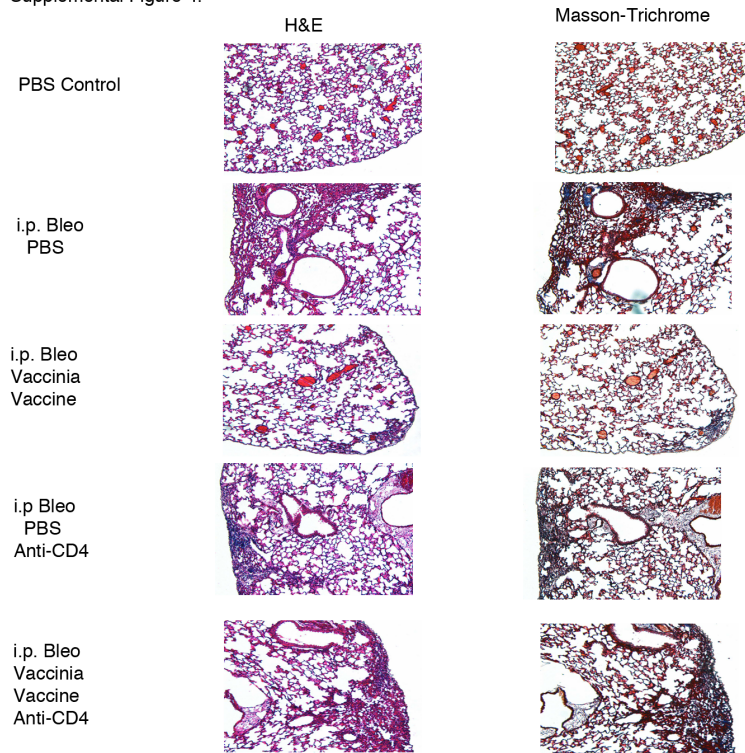 Supplemental Figure 4.
H&E
Masson-Trichrome
PBS Control
i.p. Bleo
PBS
i.p. Bleo
Vaccinia
Vaccine
i.p Bleo
PBS
Anti-CD4
i.p. Bleo
Vaccinia
Vaccine
Anti-CD4